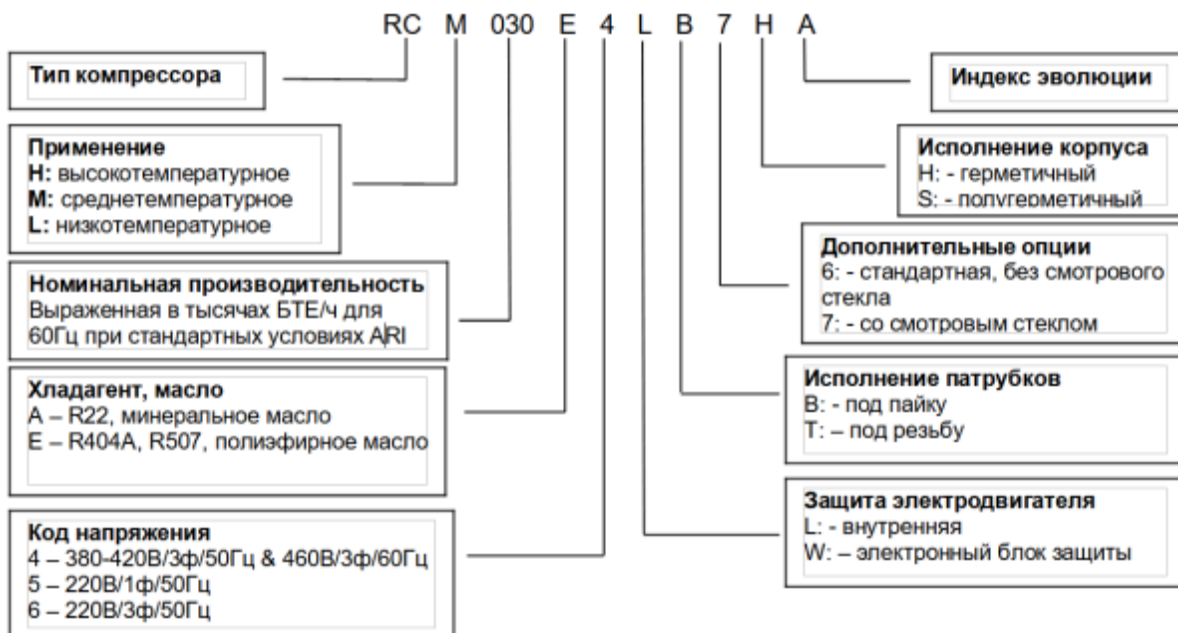 RC M 030 E 4 L B 7 H A
Тип компрессора
Применение
H: высокотемпературное
M: среднетемпературное
L: низкотемпературное
Номинальная производительность
Выраженная в тысячах БТЕ/ч для
60Гц при стандартных условиях ARI
Хладагент, масло
A – R22, минеральное масло
E – R404A, R507, полиэфирное масло
Код напряжения
4 – 380-420В/3ф/50Гц & 460В/3ф/60Гц
5 – 220В/1ф/50Гц
6 – 220В/3ф/50Гц
Индекс эволюции
Исполнение корпуса
H: - герметичный
S: - полугерметичный
Дополнительные опции
6: - стандартная, без смотрового
стекла
7: - со смотровым стеклом
Исполнение патрубков
B: - под пайку
T: – под резьбу
Защита электродвигателя
L: - внутренняя
W: – электронный блок защиты